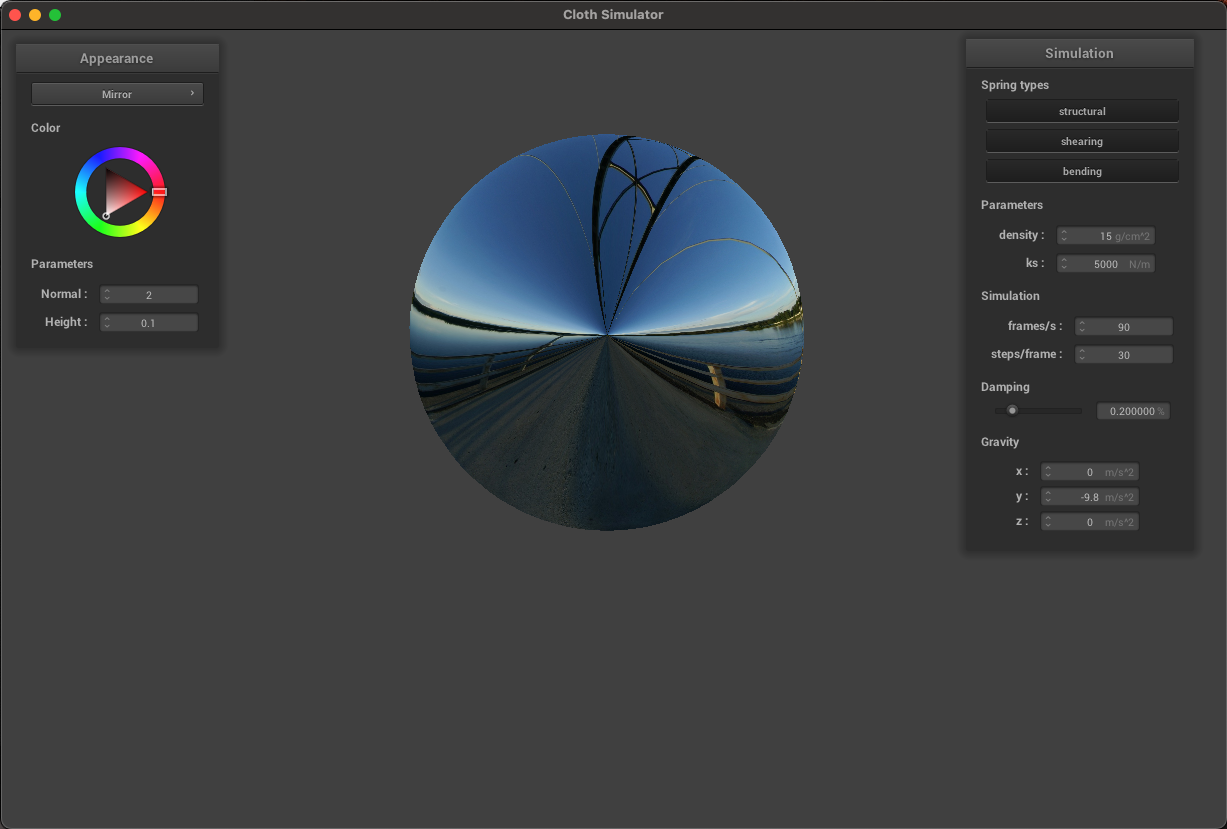 Cloth Simulator
Appearance
Mirror
Color
Parameters
Normal : 2
Height : 0.1
Simulation
Spring types
structural
shearing
bending
Parameters
density : 15 g/cm^2
ks : 5000 N/m
Simulation
frames/s : 90
steps/frame : 30
Damping
0.200000 %
Gravity
x : 0 m/s^2
y : -9.8 m/s^2
z : 0 m/s^2